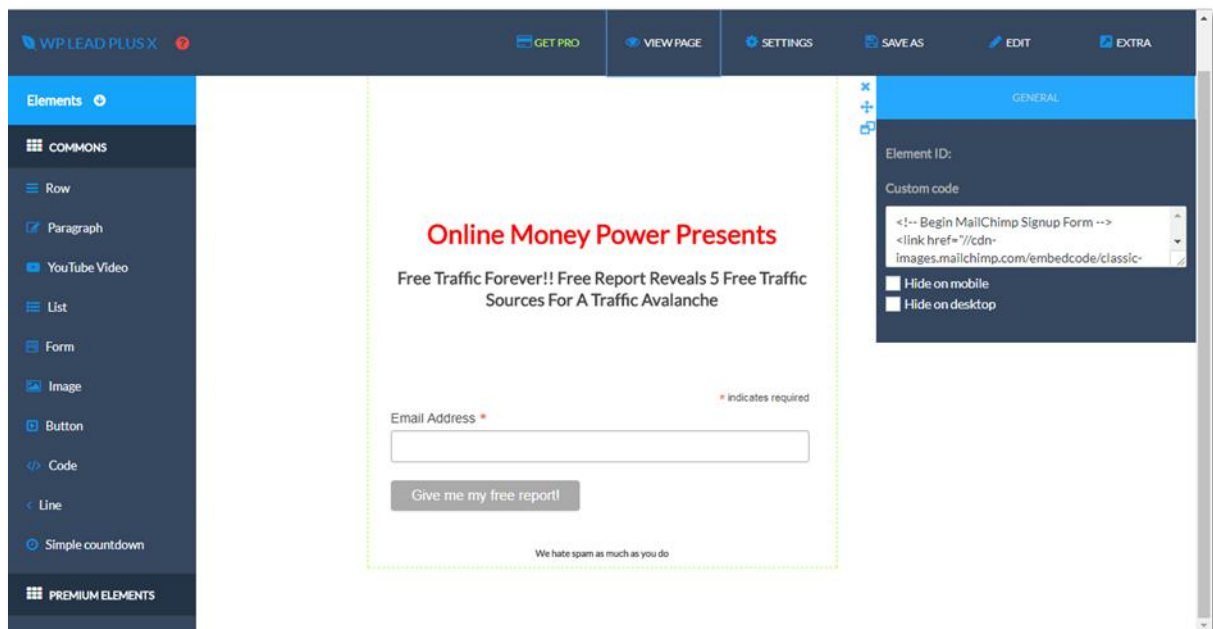 WP LEAD PLUS X ?
GET PRO
VIEW PAGE
SETTINGS
SAVE AS
EDIT
EXTRA
Elements
COMMONS
Row
Paragraph
YouTube Video
List
Form
Image
Button
Code
Line
Simple countdown
PREMIUM ELEMENTS
Online Money Power Presents
Free Traffic Forever!! Free Report Reveals 5 Free Traffic
Sources For A Traffic Avalanche
* indicates required
Email Address *
Give me my free report!
We hate spam as much as you do
GENERAL
Element ID:
Custom code
<!-- Begin MailChimp Signup Form -->
<link href="//cdn-
images.mailchimp.com/embedcode/classic-
Hide on mobile
Hide on desktop